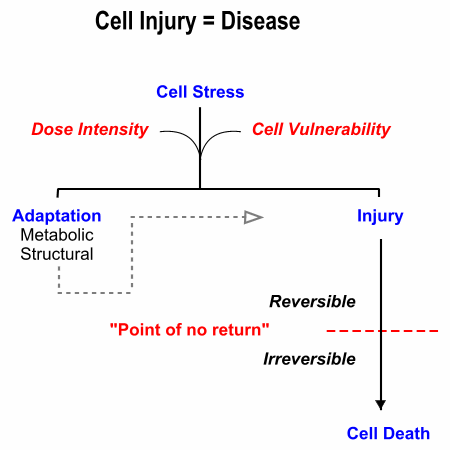 Cell Injury = Disease
Cell Stress
Dose Intensity
Cell Vulnerability
Adaptation
Metabolic
Structural
Injury
Reversible
"Point of no return"
Irreversible
Cell Death